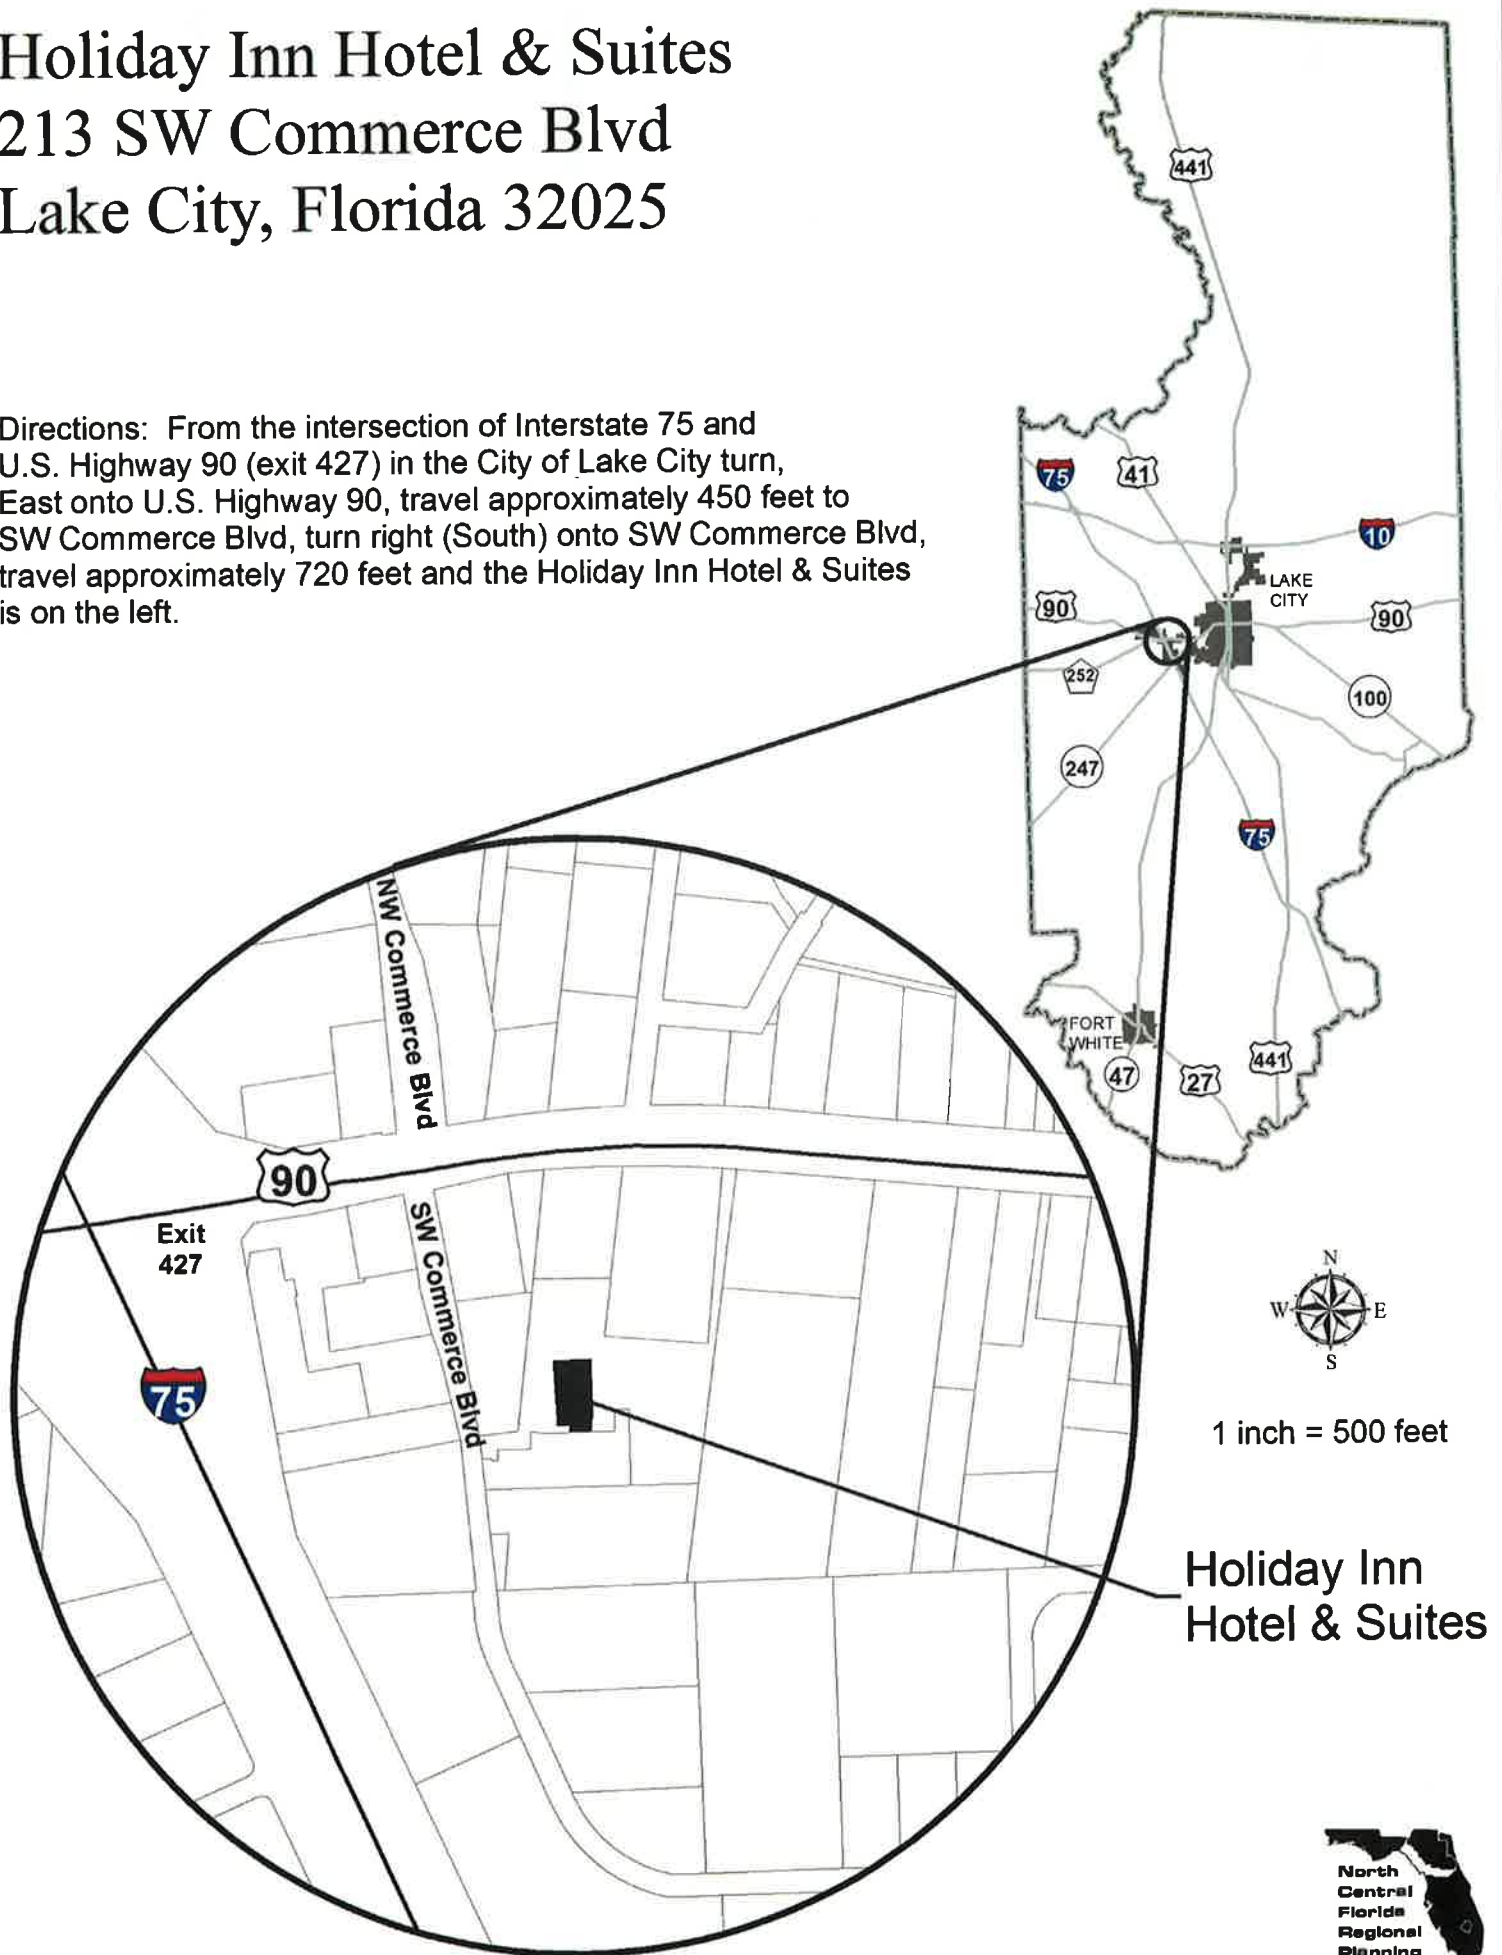 Holiday Inn Hotel & Suites
213 SW Commerce Blvd
Lake City, Florida 32025
Directions: From the intersection of Interstate 75 and
U.S. Highway 90 (exit 427) in the City of Lake City turn,
East onto U.S. Highway 90, travel approximately 450 feet to
SW Commerce Blvd, turn right (South) onto SW Commerce Blvd,
travel approximately 720 feet and the Holiday Inn Hotel & Suites
is on the left.
441
75
41
10
LAKE
CITY
90
90
252
100
247
75
FORT
WHITE
47
27
441
NW Commerce Blvd
90
Exit
427
SW Commerce Blvd
75
N
W
E
S
1 inch = 500 feet
Holiday Inn
Hotel & Suites
North
Central
Florida
Regional
Planning